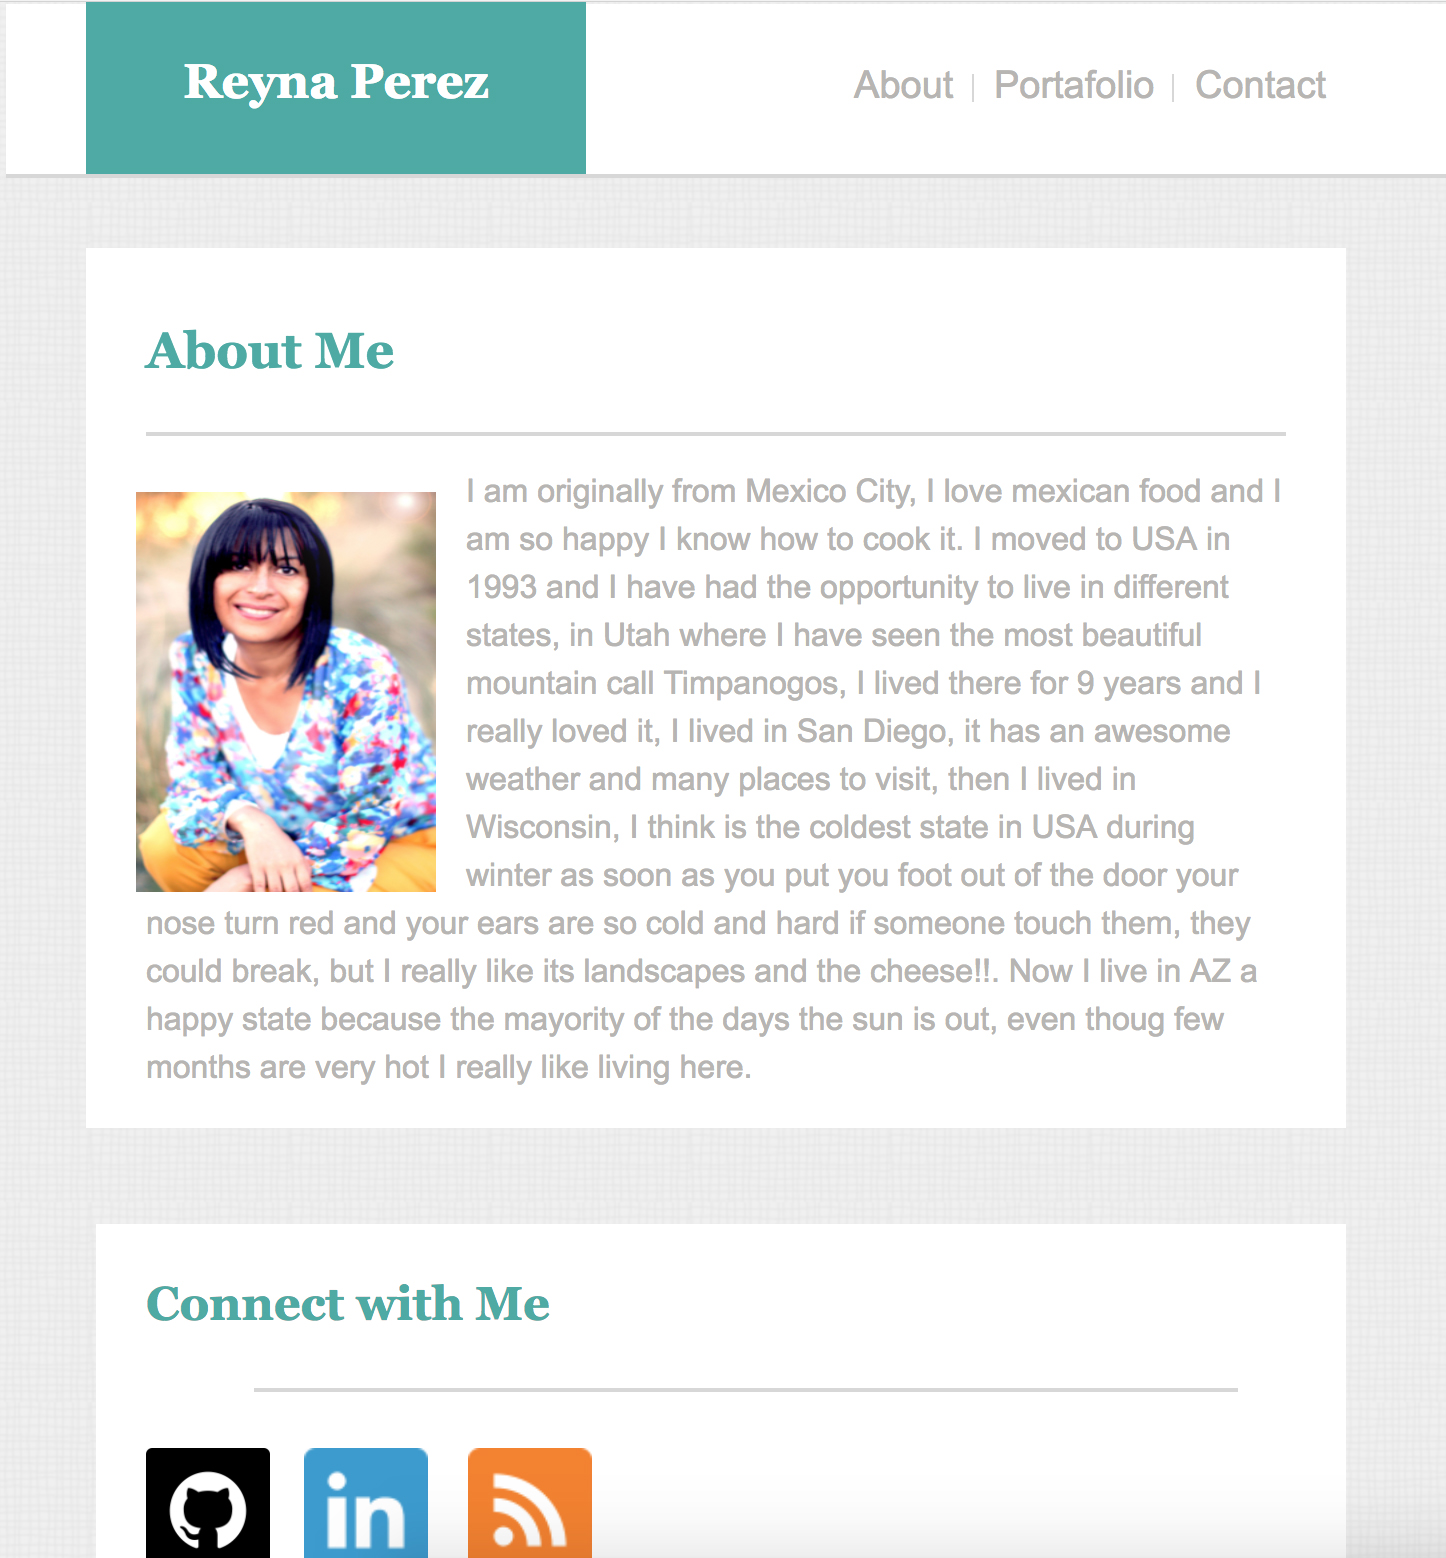 Reyna Perez
About | Portafolio | Contact
About Me
I am originally from Mexico City, I love mexican food and I
am so happy I know how to cook it. I moved to USA in
1993 and I have had the opportunity to live in different
states, in Utah where I have seen the most beautiful
mountain call Timpanogos, I lived there for 9 years and I
really loved it, I lived in San Diego, it has an awesome
weather and many places to visit, then I lived in
Wisconsin, I think is the coldest state in USA during
winter as soon as you put you foot out of the door your
nose turn red and your ears are so cold and hard if someone touch them, they
could break, but I really like its landscapes and the cheese!!. Now I live in AZ a
happy state because the mayority of the days the sun is out, even thoug few
months are very hot I really like living here.
Connect with Me
in